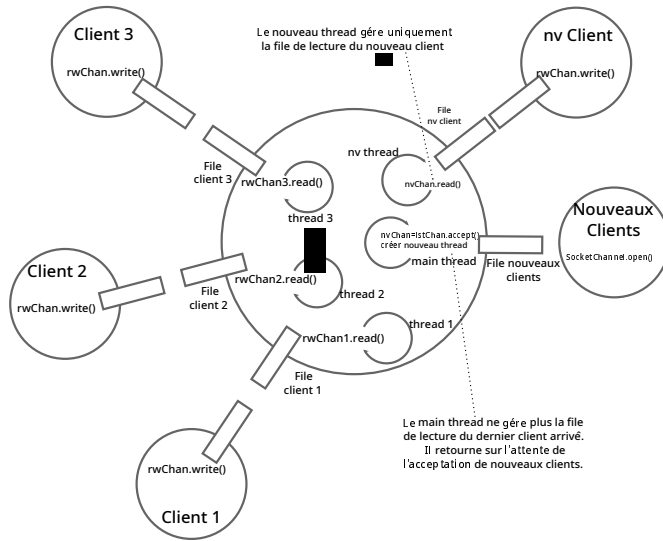 Client 3
rwChan.write()
Le nouveau thread gére uniquement
la file de lecture du nouveau client
nv Client
rwChan.write()
File
nv client
File
client 3
rwChan3.read()
thread 3
nv thread
nvChan.read()
nvChan=lstChan.accept()
créer nouveau thread
main thread
Nouveaux
Clients
SocketChannel.open()
File nouveaux
clients
Client 2
rwChan.write()
File
client 2
rwChan2.read()
thread 2
rwChan1.read()
thread 1
File
client 1
rwChan.write()
Client 1
Le main thread ne gére plus la file
de lecture du dernier client arrivé.
Il retourne sur l'attente de
l'acceptation de nouveaux clients.